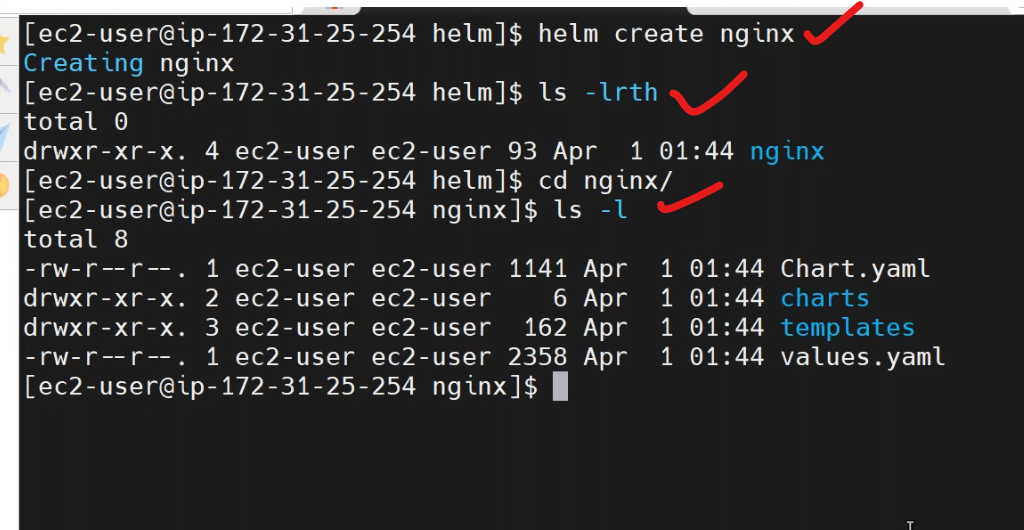 [ec2-user@ip-172-31-25-254 helm]$ helm create nginx
Creating nginx
[ec2-user@ip-172-31-25-254 helm]$ ls -lrth
total 0
drwxr-xr-x. 4 ec2-user ec2-user 93 Apr  1 01:44 nginx
[ec2-user@ip-172-31-25-254 helm]$ cd nginx/
[ec2-user@ip-172-31-25-254 nginx]$ ls -l
total 8
-rw-r--r--. 1 ec2-user ec2-user 1141 Apr  1 01:44 Chart.yaml
drwxr-xr-x. 2 ec2-user ec2-user    6 Apr  1 01:44 charts
drwxr-xr-x. 3 ec2-user ec2-user  162 Apr  1 01:44 templates
-rw-r--r--. 1 ec2-user ec2-user 2358 Apr  1 01:44 values.yaml
[ec2-user@ip-172-31-25-254 nginx]$